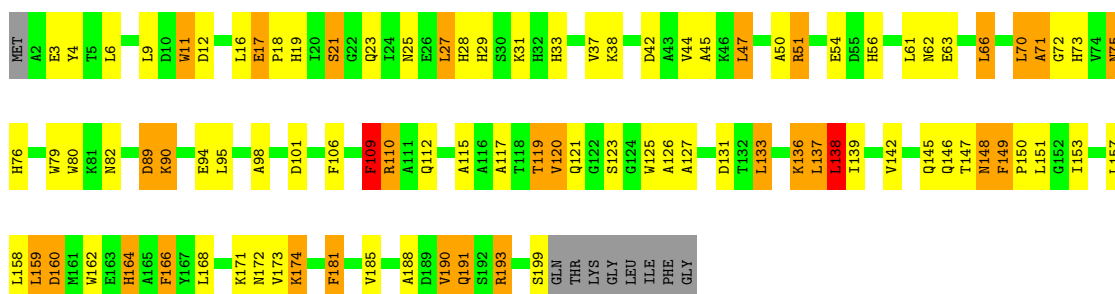 MET A2 E3 Y4 T5 L6 L9 D10 W11 D12 L16 E17 P18 H19 I20 S21 G22 Q23 I24 N25 E26 L27 H28 H29 S30 K31 H32 H33 V37 K38 D42 A43 V44 A45 K46 L47 A50 R51 E54 D55 H56 L61 N62 E63 L66 L70 A71 G72 H73 V74 N75
H76 W79 W80 K81 N82 D89 K90 E94 L95 A98 D101 F106 F109 R110 A111 Q112 A115 A116 A117 T118 T119 V120 Q121 G122 S123 G124 W125 A126 A127 D131 T132 L133 K136 L137 L138 I139 V142 Q145 Q146 T147 N148 F149 P150 L151 G152 I153 L157
L158 L159 D160 M161 W162 E163 H164 A165 F166 Y167 L168 K171 N172 V173 K174 F181 V185 A188 D189 V190 Q191 S192 R193 S199 GLN THR LYS GLY LEU ILE PHE GLY